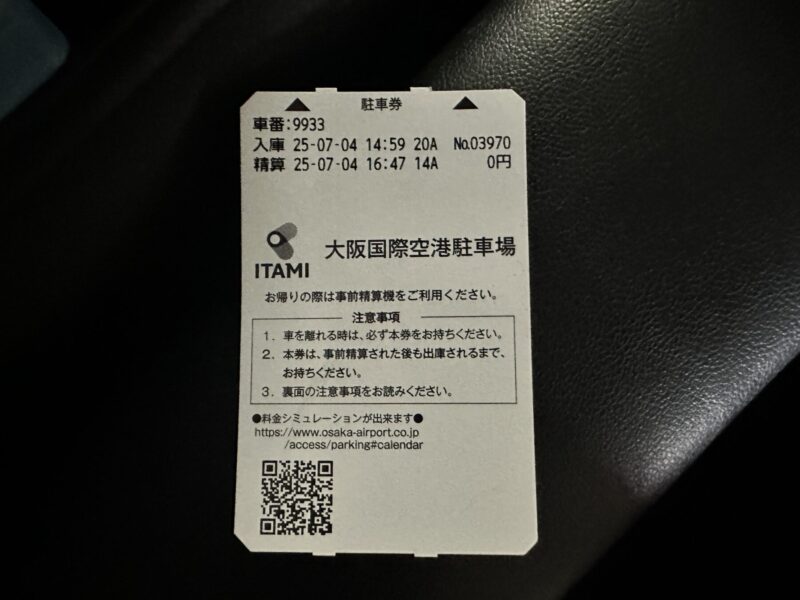 ▲ 駐車券 ▲
車番:9933
入庫 25-07-04 14:59 20A No.03970
精算 25-07-04 16:47 14A 0円
ITAMI
大阪国際空港駐車場
お帰りの際は事前精算機をご利用ください。
注意事項
1. 車を離れる時は、必ず本券をお持ちください。
2. 本券は、事前精算された後も出庫されるまで、
お持ちください。
3. 裏面の注意事項をお読みください。
●料金シミュレーションが出来ます●
https://www.osaka-airport.co.jp
/access/parking#calendar